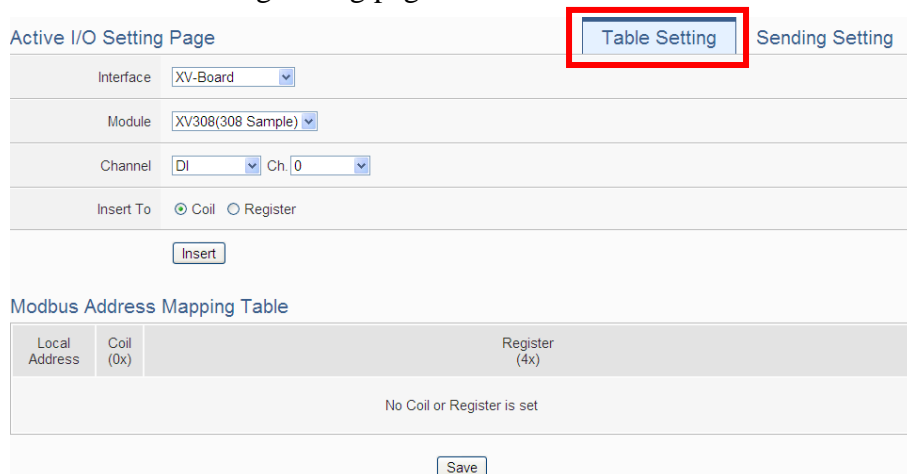 Active I/O Setting Page Table Setting Sending Setting
Interface XV-Board
Module XV308(308 Sample)
Channel DI Ch. 0
Insert To Coil Register
Insert
Modbus Address Mapping Table
Local Address Coil (0x) Register (4x)
No Coil or Register is set
Save